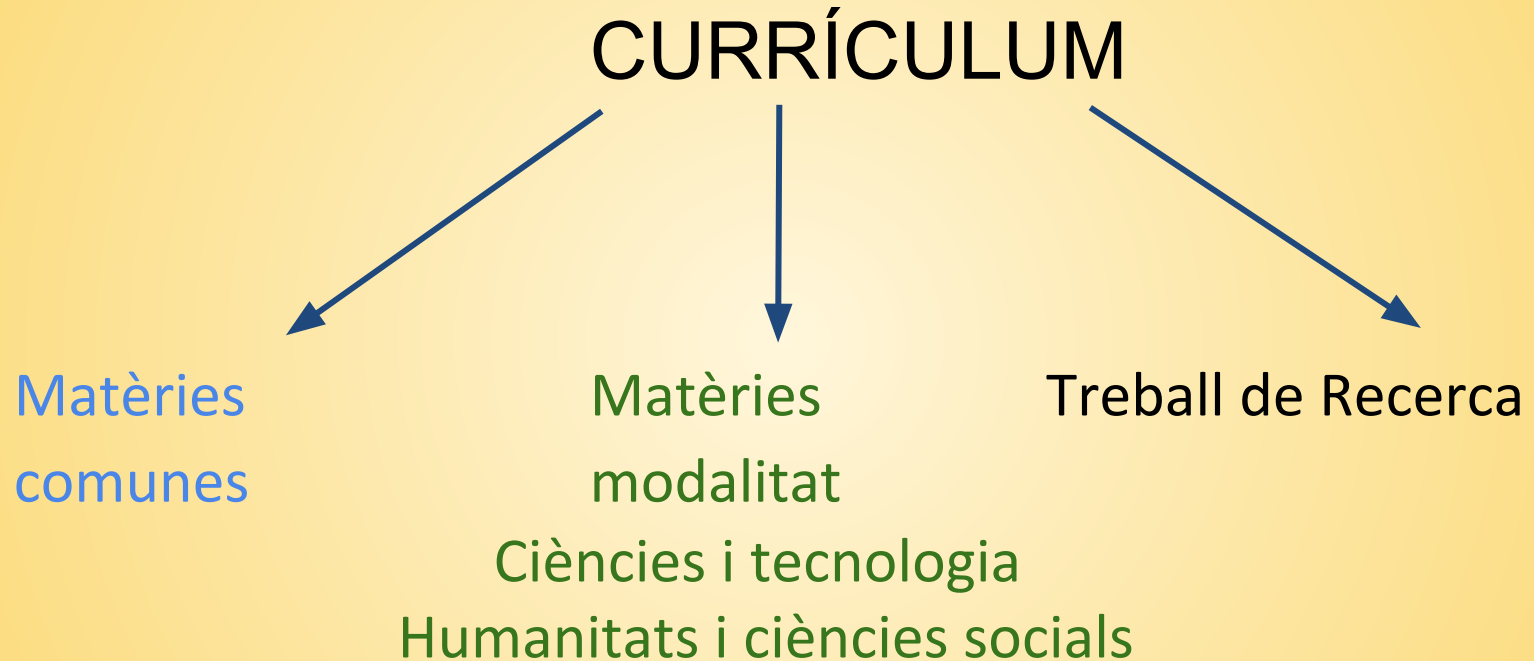 CURRÍCULUM
Matèries
comunes
Matèries
modalitat
Ciències i tecnologia
Humanitats i ciències socials
Treball de Recerca